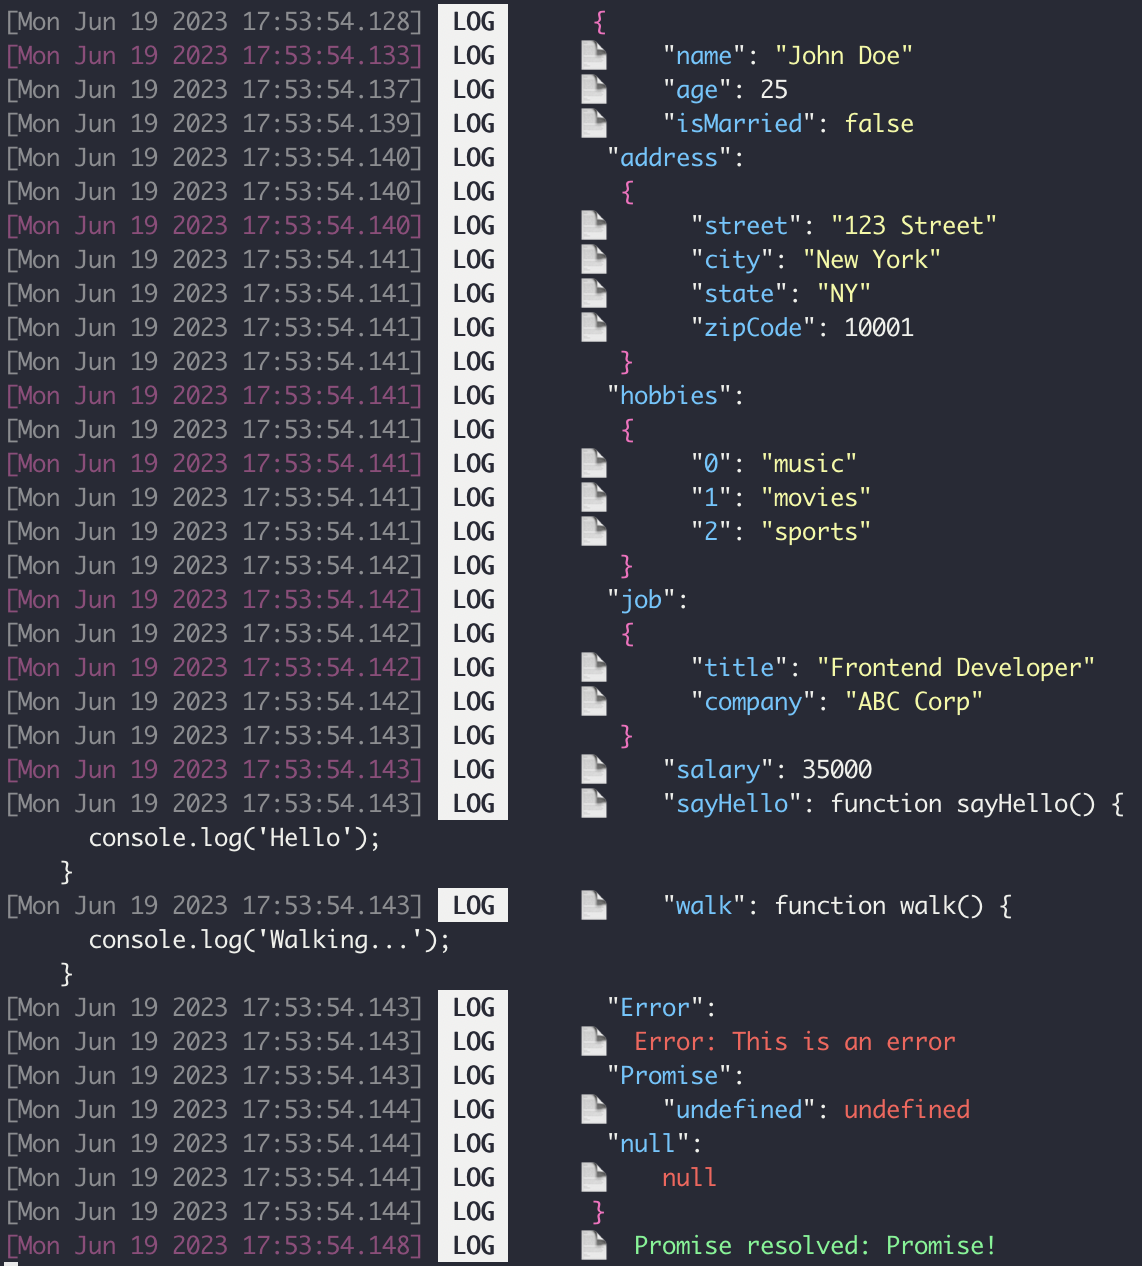 [Mon Jun 19 2023 17:53:54.128] LOG {
[Mon Jun 19 2023 17:53:54.133] LOG "name": "John Doe"
[Mon Jun 19 2023 17:53:54.137] LOG "age": 25
[Mon Jun 19 2023 17:53:54.139] LOG "isMarried": false
[Mon Jun 19 2023 17:53:54.140] LOG "address":
[Mon Jun 19 2023 17:53:54.140] LOG {
[Mon Jun 19 2023 17:53:54.140] LOG "street": "123 Street"
[Mon Jun 19 2023 17:53:54.141] LOG "city": "New York"
[Mon Jun 19 2023 17:53:54.141] LOG "state": "NY"
[Mon Jun 19 2023 17:53:54.141] LOG "zipCode": 10001
[Mon Jun 19 2023 17:53:54.141] LOG }
[Mon Jun 19 2023 17:53:54.141] LOG "hobbies":
[Mon Jun 19 2023 17:53:54.141] LOG {
[Mon Jun 19 2023 17:53:54.141] LOG "0": "music"
[Mon Jun 19 2023 17:53:54.141] LOG "1": "movies"
[Mon Jun 19 2023 17:53:54.141] LOG "2": "sports"
[Mon Jun 19 2023 17:53:54.142] LOG }
[Mon Jun 19 2023 17:53:54.142] LOG "job":
[Mon Jun 19 2023 17:53:54.142] LOG {
[Mon Jun 19 2023 17:53:54.142] LOG "title": "Frontend Developer"
[Mon Jun 19 2023 17:53:54.142] LOG "company": "ABC Corp"
[Mon Jun 19 2023 17:53:54.143] LOG }
[Mon Jun 19 2023 17:53:54.143] LOG "salary": 35000
[Mon Jun 19 2023 17:53:54.143] LOG "sayHello": function sayHello() {
console.log('Hello');
}
[Mon Jun 19 2023 17:53:54.143] LOG "walk": function walk() {
console.log('Walking...');
}
[Mon Jun 19 2023 17:53:54.143] LOG "Error":
[Mon Jun 19 2023 17:53:54.143] LOG Error: This is an error
[Mon Jun 19 2023 17:53:54.143] LOG "Promise":
[Mon Jun 19 2023 17:53:54.144] LOG "undefined": undefined
[Mon Jun 19 2023 17:53:54.144] LOG "null":
[Mon Jun 19 2023 17:53:54.144] LOG null
[Mon Jun 19 2023 17:53:54.144] LOG }
[Mon Jun 19 2023 17:53:54.148] LOG Promise resolved: Promise!